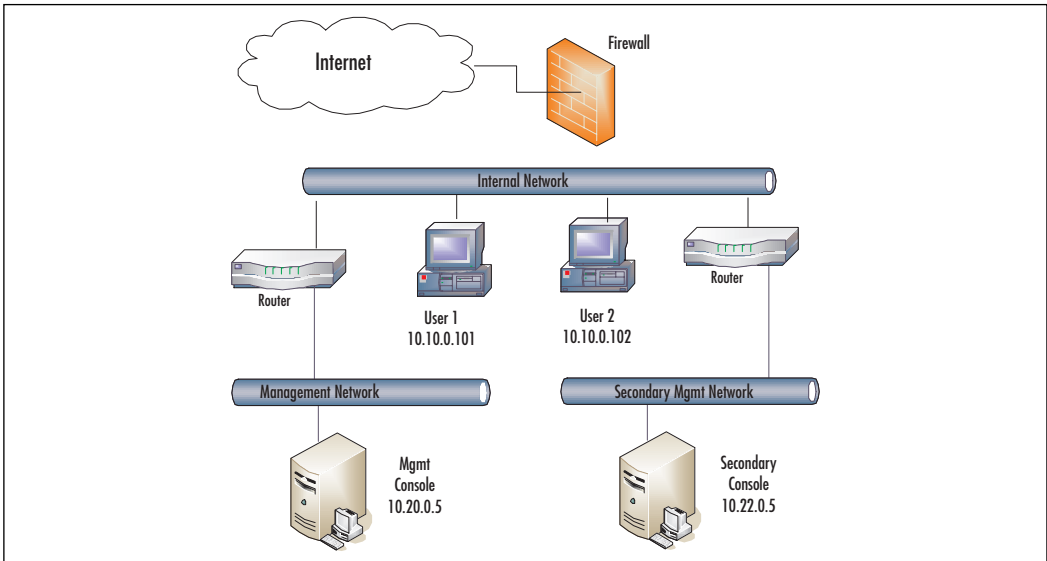 Internet
Firewall
Internal Network
Router
User 1
10.10.0.101
User 2
10.10.0.102
Router
Management Network
Secondary Mgmt Network
Mgmt
Console
10.20.0.5
Secondary
Console
10.22.0.5